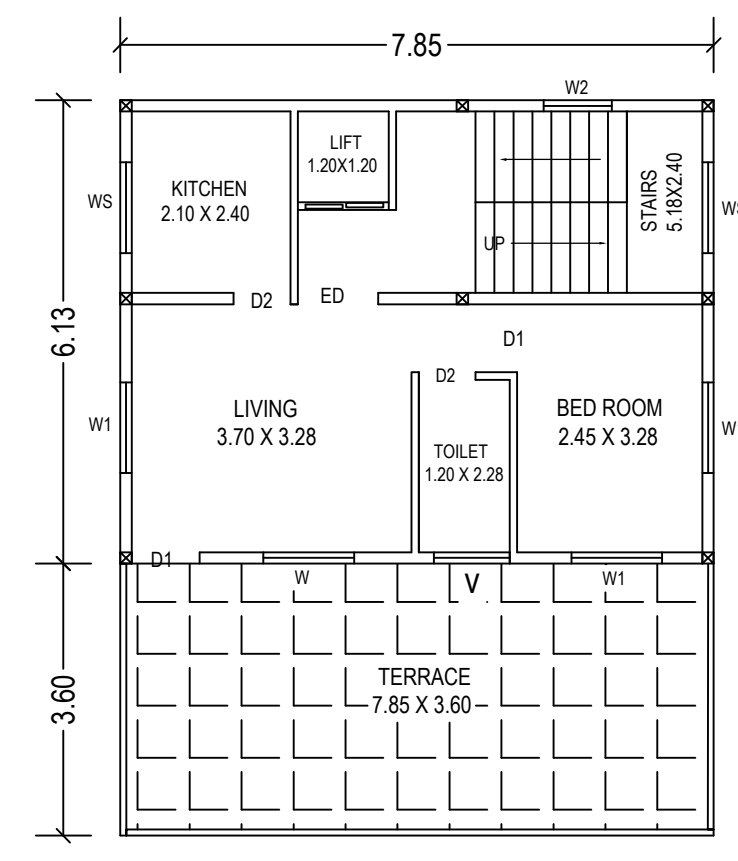 7.85
W2
LIFT
1.20X1.20
KITCHEN
2.10 X 2.40
WS
STAIRS
5.18X2.40
UP
D2
ED
6.13
D1
D2
LIVING
3.70 X 3.28
BED ROOM
2.45 X 3.28
W1
TOILET
1.20 X 2.28
D1
W
V
W1
TERRACE
7.85 X 3.60
3.60